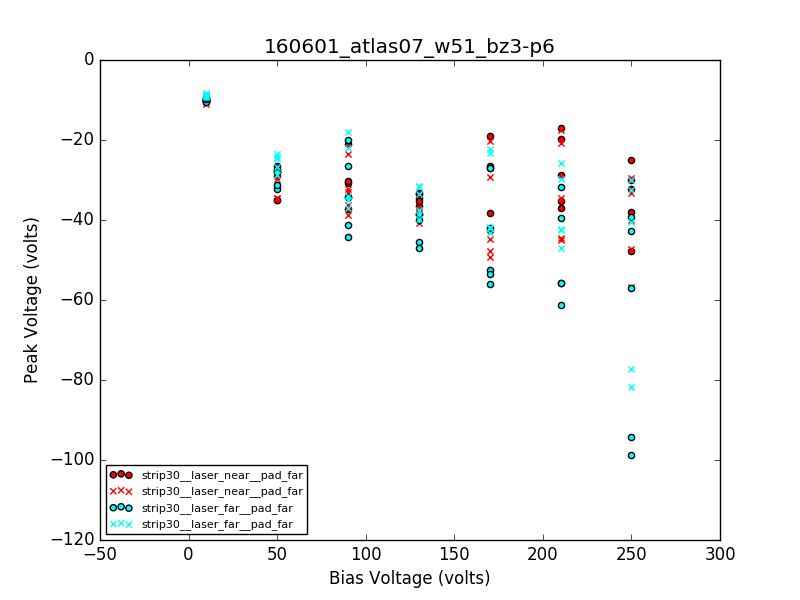 160601_atlas07_w51_bz3-p6
0
−20
−40
−60
−80
−100
−120
Peak Voltage (volts)
strip30__laser_near__pad_far
strip30__laser_near__pad_far
strip30__laser_far__pad_far
strip30__laser_far__pad_far
−50 0 50 100 150 200 250 300
Bias Voltage (volts)